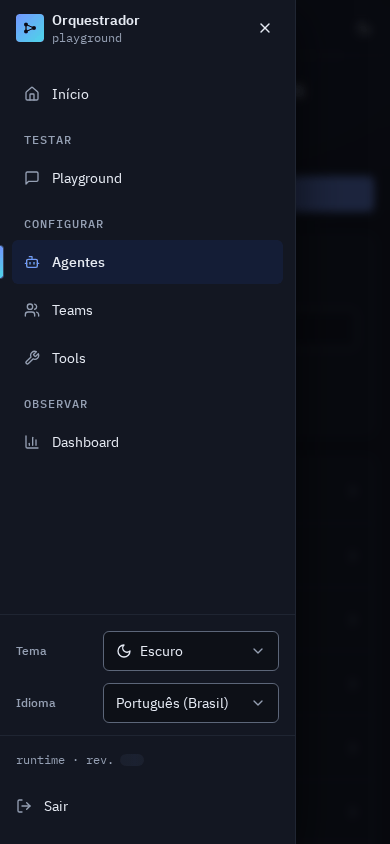 Orquestrador
playground
Início
TESTAR
Playground
CONFIGURAR
Agentes
Teams
Tools
OBSERVAR
Dashboard
Tema
Escuro
Idioma
Português (Brasil)
runtime · rev.
Sair